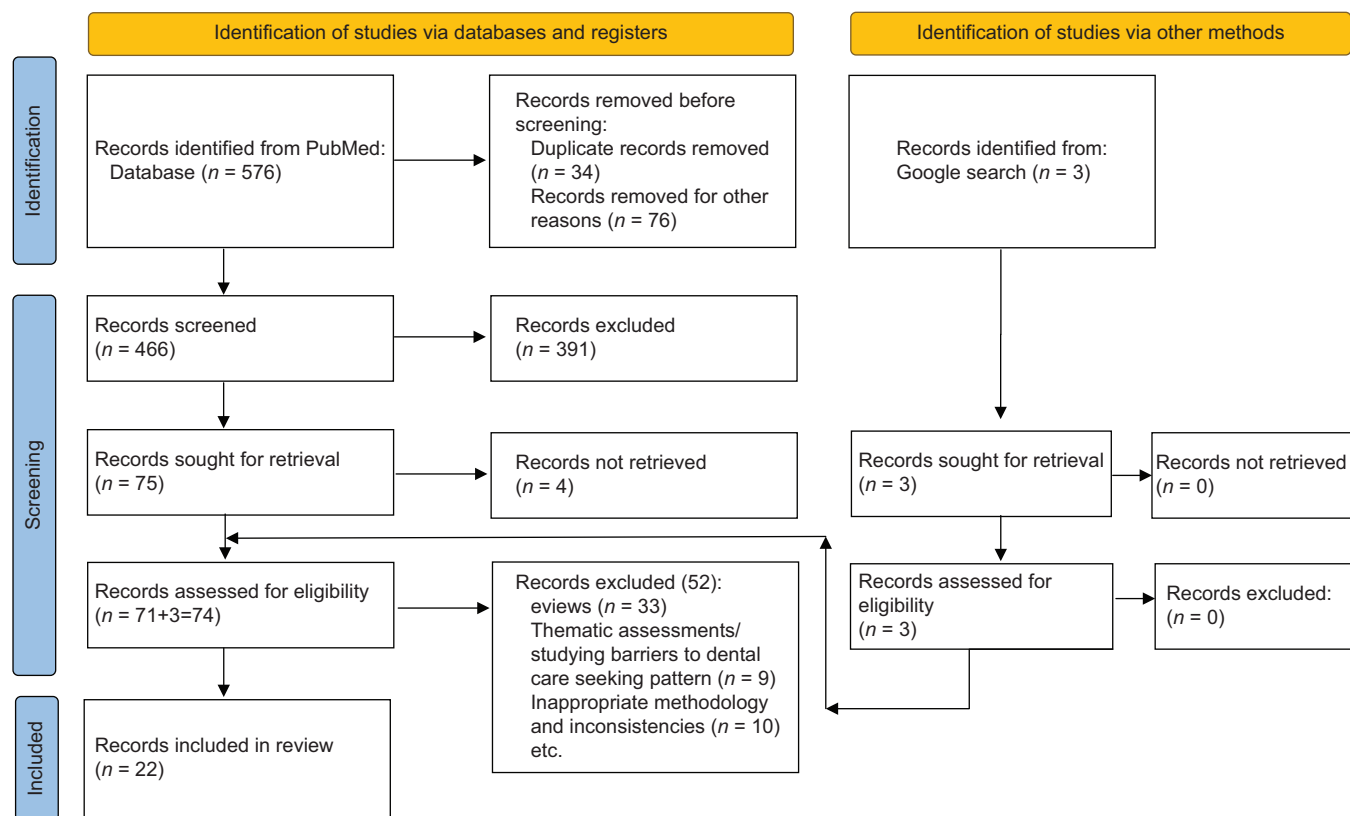 Identification of studies via databases and registers
Identification of studies via other methods
Identification
Records identified from PubMed:
Database (n = 576)
Records removed before
screening:
Duplicate records removed
(n = 34)
Records removed for other
reasons (n = 76)
Records identified from:
Google search (n = 3)
Screening
Records screened
(n = 466)
Records excluded
(n = 391)
Records sought for retrieval
(n = 75)
Records not retrieved
(n = 4)
Records sought for retrieval
(n = 3)
Records not retrieved
(n = 0)
Records assessed for eligibility
(n = 71+3=74)
Records excluded (52):
eviews (n = 33)
Thematic assessments/
studying barriers to dental
care seeking pattern (n = 9)
Inappropriate methodology
and inconsistencies (n = 10)
etc.
Records assessed for
eligibility
(n = 3)
Records excluded:
(n = 0)
Included
Records included in review
(n = 22)